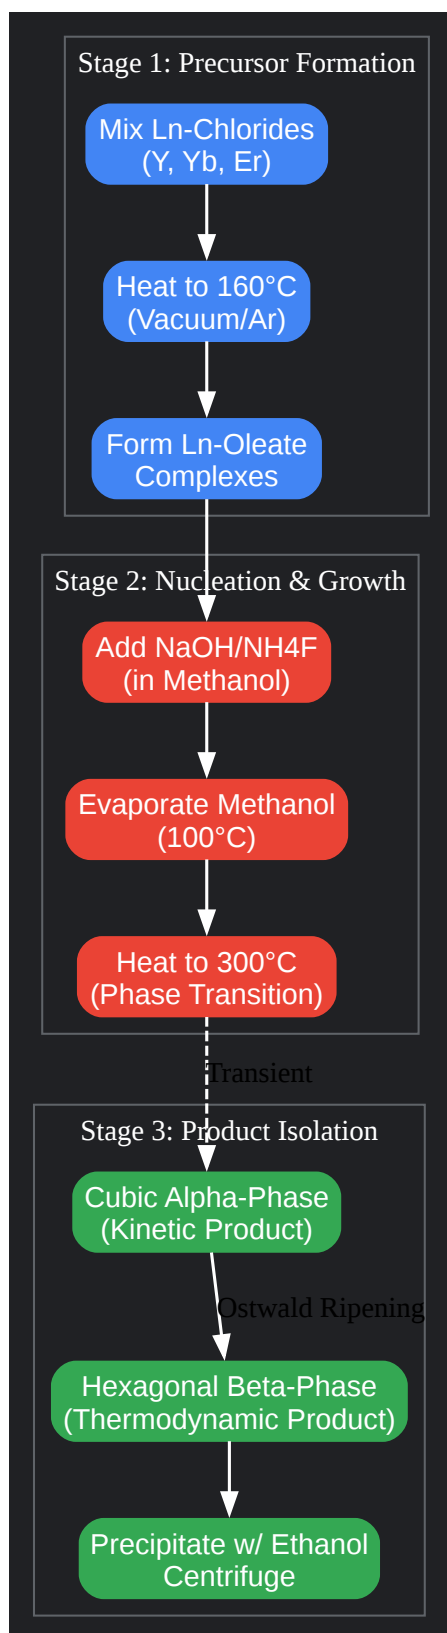 Stage 1: Precursor Formation
Mix Ln-Chlorides
(Y, Yb, Er)
Heat to 160°C
(Vacuum/Ar)
Form Ln-Oleate
Complexes
Stage 2: Nucleation & Growth
Add NaOH/NH4F
(in Methanol)
Evaporate Methanol
(100°C)
Heat to 300°C
(Phase Transition)
Transient
Stage 3: Product Isolation
Cubic Alpha-Phase
(Kinetic Product)
Ostwald Ripening
Hexagonal Beta-Phase
(Thermodynamic Product)
Precipitate w/ Ethanol
Centrifuge